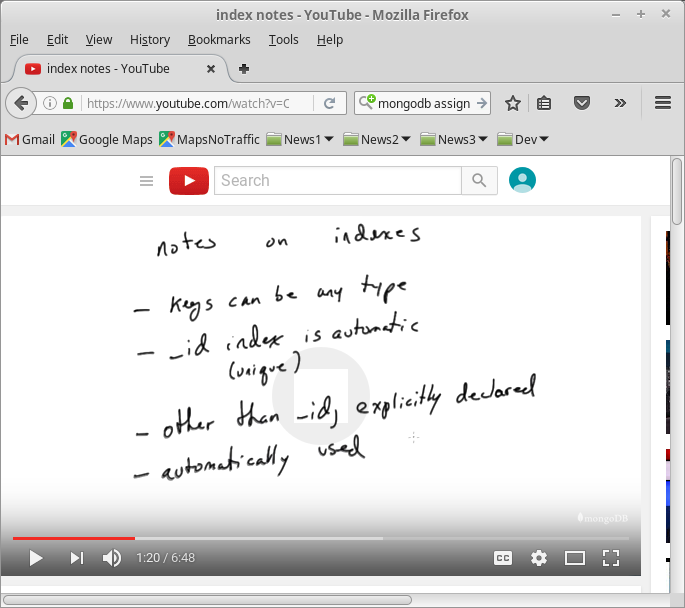 index notes - YouTube - Mozilla Firefox
File Edit View History Bookmarks Tools Help
index notes - YouTube
https://www.youtube.com/watch?v=C
mongodb assign
Gmail Google Maps MapsNoTraffic News1 News2 News3 Dev
Search
notes on indexes
- keys can be any type
- _id index is automatic
(unique)
- other than _id, explicitly declared
- automatically used
mongoDB
1:20 / 6:48
CC